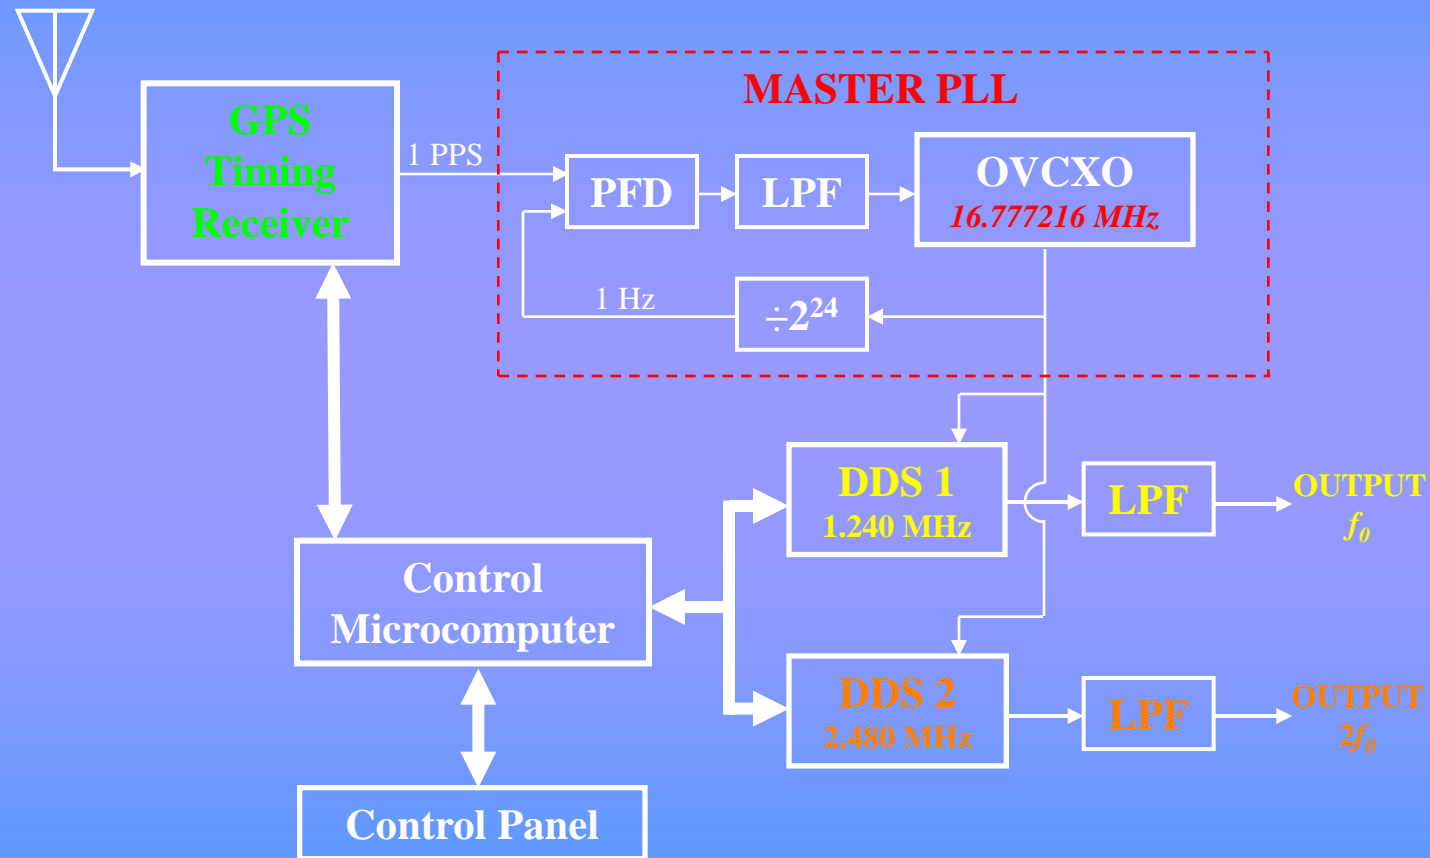 MASTER PLL
GPS
Timing
Receiver
1 PPS
PFD
LPF
OVCXO
16.777216 MHz
1 Hz
÷2²⁴
DDS 1
1.240 MHz
LPF
OUTPUT
f₀
Control
Microcomputer
DDS 2
2.480 MHz
LPF
OUTPUT
2f₀
Control Panel